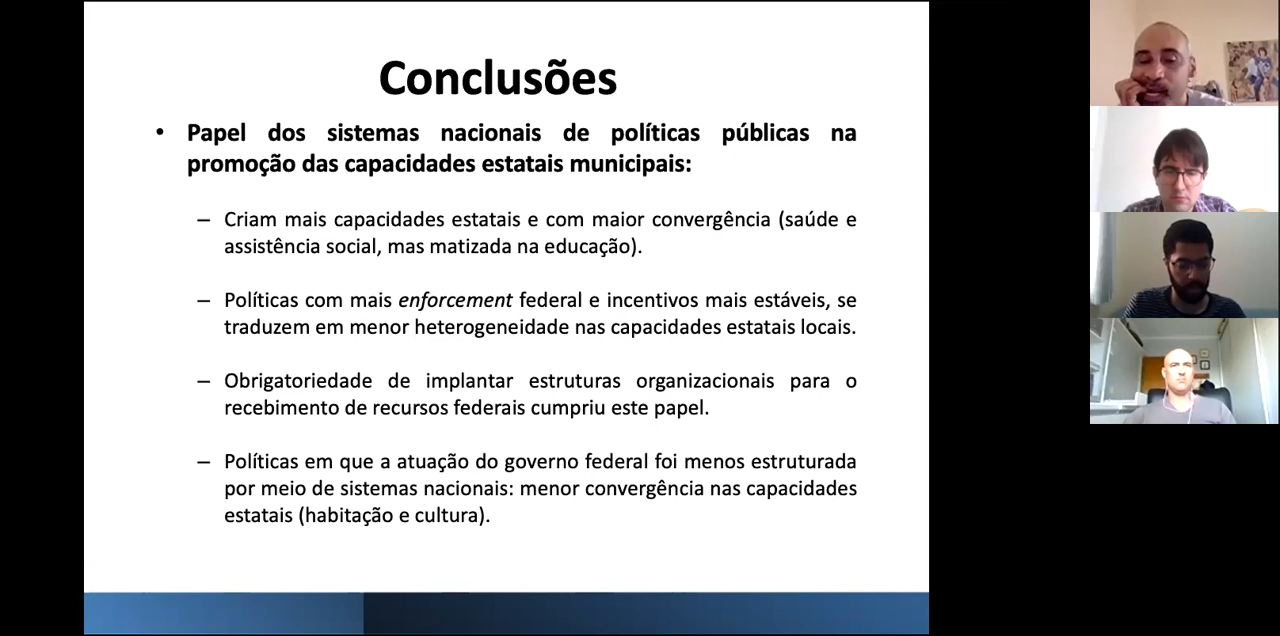 Conclusões
• Papel dos sistemas nacionais de políticas públicas na
promoção das capacidades estatais municipais:
– Criam mais capacidades estatais e com maior convergência (saúde e
assistência social, mas matizada na educação).
– Políticas com mais enforcement federal e incentivos mais estáveis, se
traduzem em menor heterogeneidade nas capacidades estatais locais.
– Obrigatoriedade de implantar estruturas organizacionais para o
recebimento de recursos federais cumpriu este papel.
– Políticas em que a atuação do governo federal foi menos estruturada
por meio de sistemas nacionais: menor convergência nas capacidades
estatais (habitação e cultura).